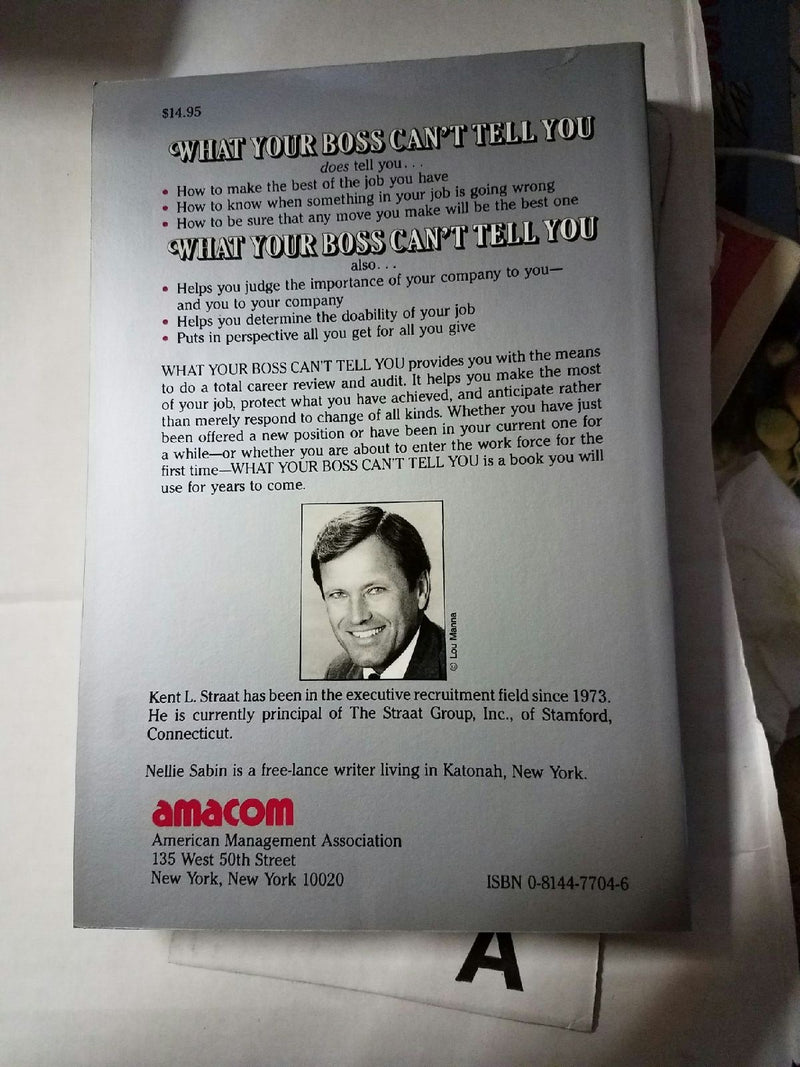 $14.95
WHAT YOUR BOSS CAN'T TELL YOU
does tell you. . .
• How to make the best of the job you have
• How to know when something in your job is going wrong
• How to be sure that any move you make will be the best one
WHAT YOUR BOSS CAN'T TELL YOU
also. . .
• Helps you judge the importance of your company to you—
and you to your company
• Helps you determine the doability of your job
• Puts in perspective all you get for all you give
WHAT YOUR BOSS CAN'T TELL YOU provides you with the means
to do a total career review and audit. It helps you make the most
of your job, protect what you have achieved, and anticipate rather
than merely respond to change of all kinds. Whether you have just
been offered a new position or have been in your current one for
a while—or whether you are about to enter the work force for the
first time—WHAT YOUR BOSS CAN'T TELL YOU is a book you will
use for years to come.
© Lou Manna
Kent L. Straat has been in the executive recruitment field since 1973.
He is currently principal of The Straat Group, Inc., of Stamford,
Connecticut.
Nellie Sabin is a free-lance writer living in Katonah, New York.
amacom
American Management Association
135 West 50th Street
New York, New York 10020
ISBN 0-8144-7704-6
A